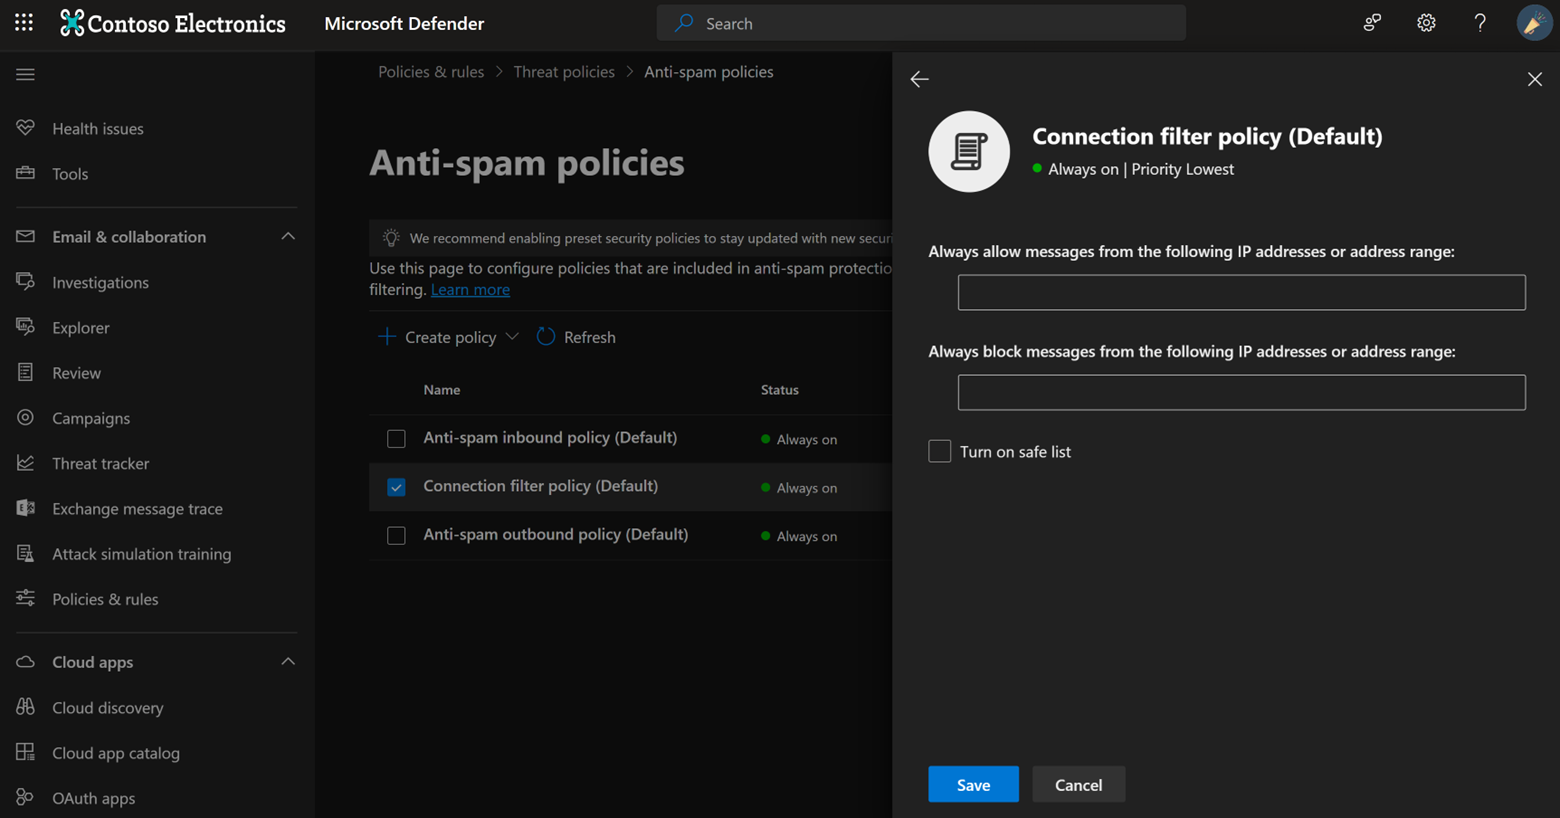 Contoso Electronics
Microsoft Defender
Search
Health issues
Tools
Email & collaboration
Investigations
Explorer
Review
Campaigns
Threat tracker
Exchange message trace
Attack simulation training
Policies & rules
Cloud apps
Cloud discovery
Cloud app catalog
OAuth apps
Policies & rules > Threat policies > Anti-spam policies
Anti-spam policies
We recommend enabling preset security policies to stay updated with new securi
Use this page to configure policies that are included in anti-spam protectio
filtering. Learn more
Create policy Refresh
Name Status
Anti-spam inbound policy (Default) Always on
Connection filter policy (Default) Always on
Anti-spam outbound policy (Default) Always on
Connection filter policy (Default)
Always on | Priority Lowest
Always allow messages from the following IP addresses or address range:
Always block messages from the following IP addresses or address range:
Turn on safe list
Save Cancel